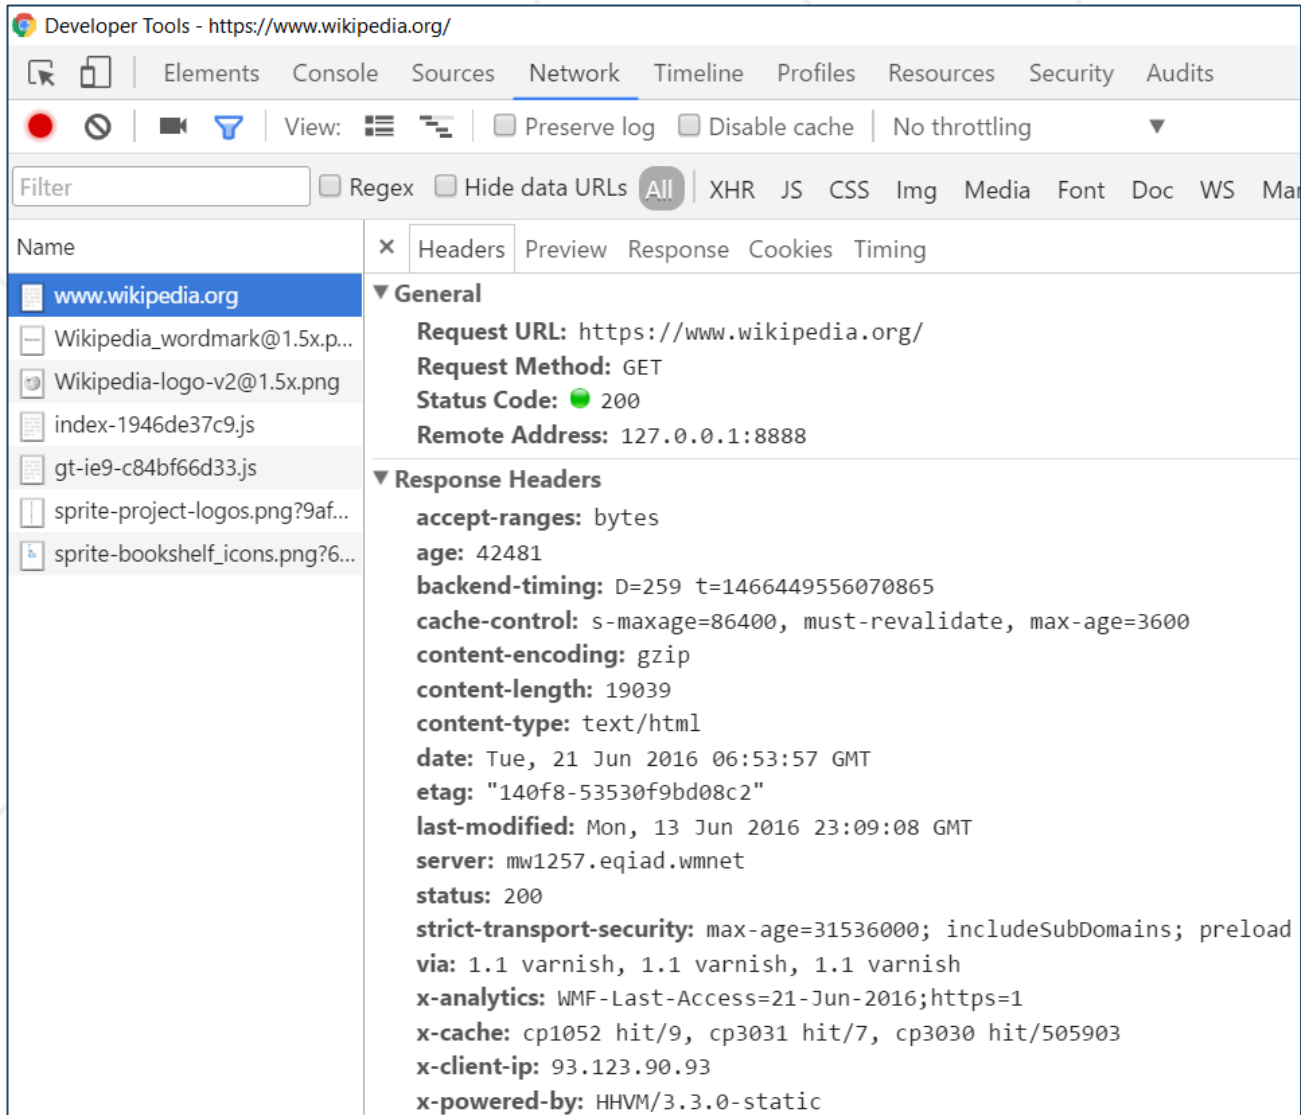 Developer Tools - https://www.wikipedia.org/
Elements Console Sources Network Timeline Profiles Resources Security Audits
View: Preserve log Disable cache No throttling
Filter Regex Hide data URLs All XHR JS CSS Img Media Font Doc WS Mar
Name
www.wikipedia.org
Wikipedia_wordmark@1.5x.p...
Wikipedia-logo-v2@1.5x.png
index-1946de37c9.js
gt-ie9-c84bf66d33.js
sprite-project-logos.png?9af...
sprite-bookshelf_icons.png?6...
× Headers Preview Response Cookies Timing
General
Request URL: https://www.wikipedia.org/
Request Method: GET
Status Code: 200
Remote Address: 127.0.0.1:8888
Response Headers
accept-ranges: bytes
age: 42481
backend-timing: D=259 t=1466449556070865
cache-control: s-maxage=86400, must-revalidate, max-age=3600
content-encoding: gzip
content-length: 19039
content-type: text/html
date: Tue, 21 Jun 2016 06:53:57 GMT
etag: "140f8-53530f9bd08c2"
last-modified: Mon, 13 Jun 2016 23:09:08 GMT
server: mw1257.eqiad.wmnet
status: 200
strict-transport-security: max-age=31536000; includeSubDomains; preload
via: 1.1 varnish, 1.1 varnish, 1.1 varnish
x-analytics: WMF-Last-Access=21-Jun-2016;https=1
x-cache: cp1052 hit/9, cp3031 hit/7, cp3030 hit/505903
x-client-ip: 93.123.90.93
x-powered-by: HHVM/3.3.0-static